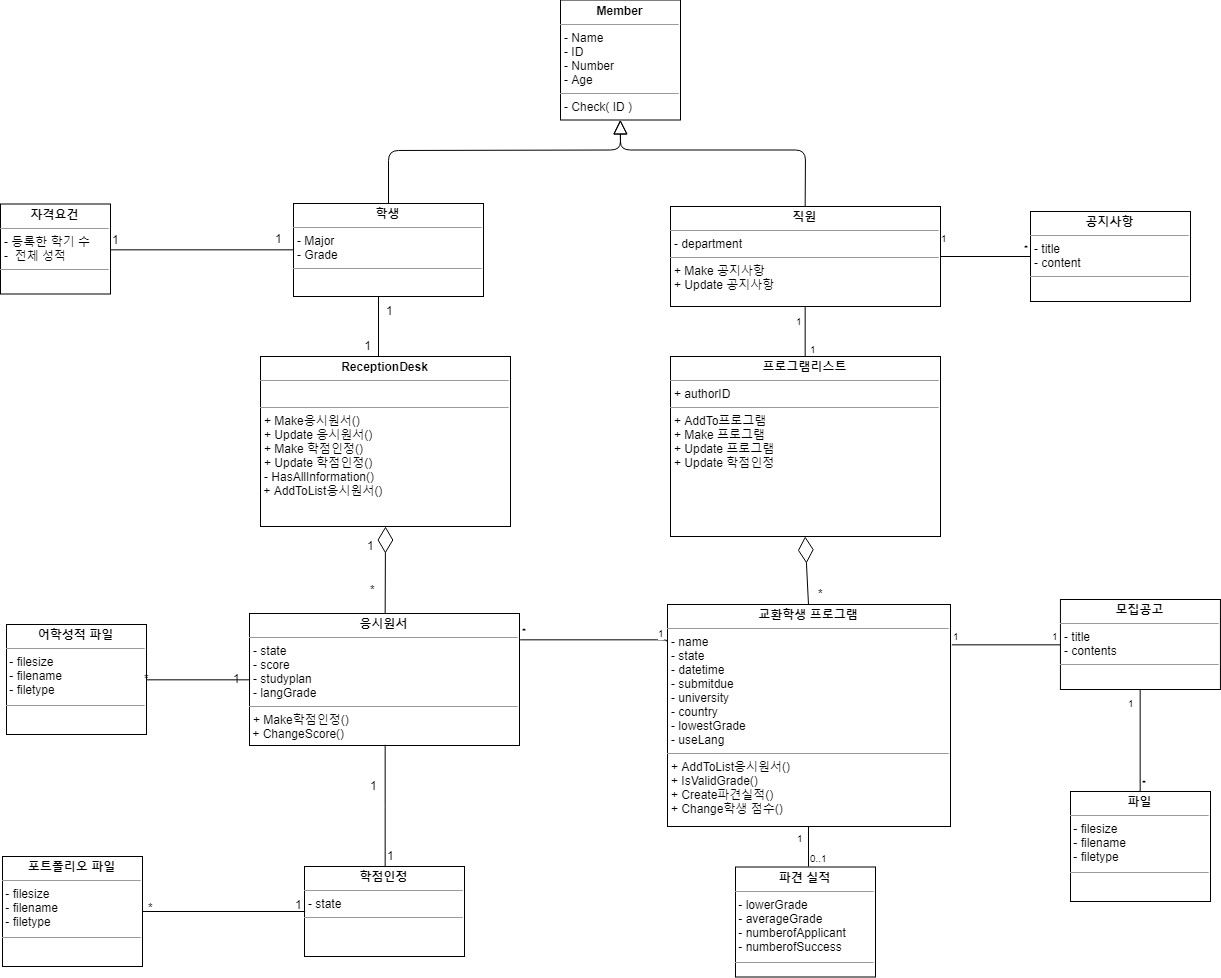 Member
- Name
- ID
- Number
- Age
- Check( ID )
자격요건
- 등록한 학기 수
- 전체 성적
1
1
학생
- Major
- Grade
1
1
직원
- department
+ Make 공지사항
+ Update 공지사항
1
*
공지사항
- title
- content
1
1
ReceptionDesk
+ Make응시원서()
+ Update 응시원서()
+ Make 학점인정()
+ Update 학점인정()
- HasAllInformation()
+ AddToList응시원서()
1
*
프로그램리스트
+ authorID
+ AddTo프로그램
+ Make 프로그램
+ Update 프로그램
+ Update 학점인정
*
어학성적 파일
- filesize
- filename
- filetype
*
1
응시원서
- state
- score
- studyplan
- langGrade
+ Make학점인정()
+ ChangeScore()
*
1
교환학생 프로그램
- name
- state
- datetime
- submitdue
- university
- country
- lowestGrade
- useLang
+ AddToList응시원서()
+ IsValidGrade()
+ Create파견실적()
+ Change학생 점수()
1
1
모집공고
- title
- contents
1
*
파일
- filesize
- filename
- filetype
1
1
포트폴리오 파일
- filesize
- filename
- filetype
*
1
학점인정
- state
1
0..1
파견 실적
- lowerGrade
- averageGrade
- numberofApplicant
- numberofSuccess